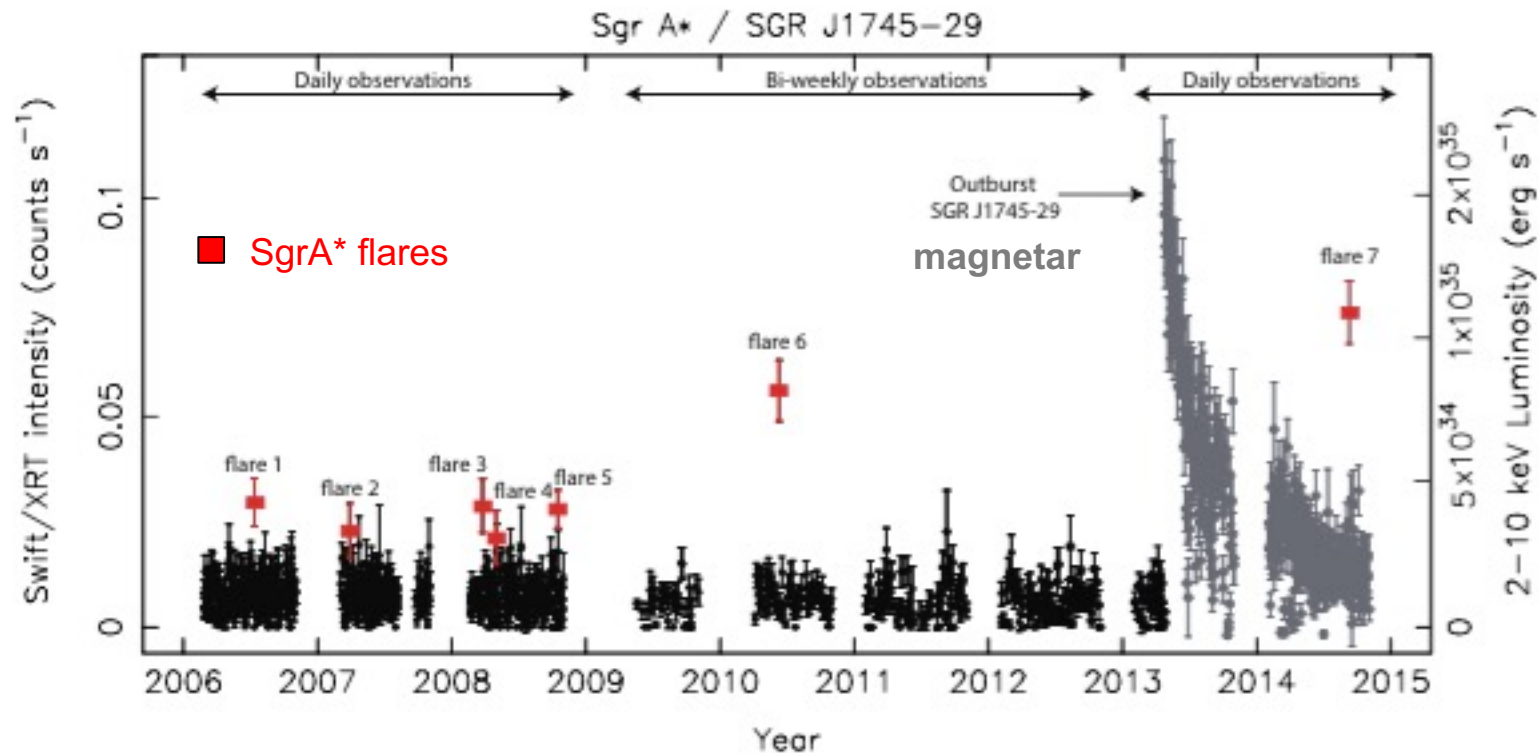 Sgr A* / SGR J1745-29
Daily observations
Bi-weekly observations
Daily observations
Swift/XRT intensity (counts s⁻¹)
0.1
0.05
0
SgrA* flares
Outburst
SGR J1745-29
magnetar
flare 1
flare 2
flare 3
flare 4
flare 5
flare 6
flare 7
2x10³⁵
1x10³⁵
5x10³⁴
0
2-10 keV Luminosity (erg s⁻¹)
2006 2007 2008 2009 2010 2011 2012 2013 2014 2015
Year